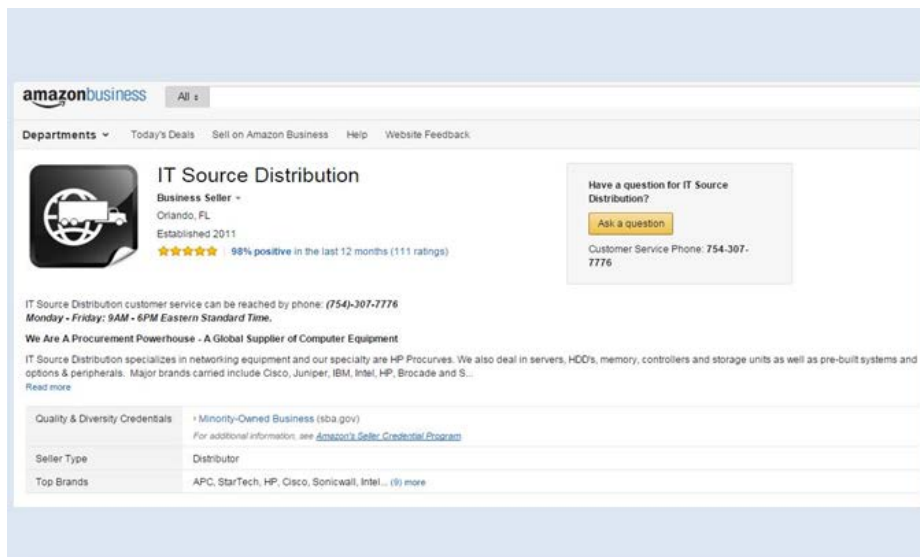 amazonbusiness
All
Departments
Today's Deals
Sell on Amazon Business
Help
Website Feedback
IT Source Distribution
Business Seller
Orlando, FL
Established 2011
98% positive in the last 12 months (111 ratings)
Have a question for IT Source
Distribution?
Ask a question
Customer Service Phone: 754-307-
7776
IT Source Distribution customer service can be reached by phone: (754)-307-7776
Monday - Friday: 9AM - 6PM Eastern Standard Time.
We Are A Procurement Powerhouse - A Global Supplier of Computer Equipment
IT Source Distribution specializes in networking equipment and our specialty are HP Procurves. We also deal in servers, HDD's, memory, controllers and storage units as well as pre-built systems and
options & peripherals. Major brands carried include Cisco, Juniper, IBM, Intel, HP, Brocade and S...
Read more
Quality & Diversity Credentials
Minority-Owned Business (sba.gov)
For additional information, see Amazon's Seller Credential Program
Seller Type
Distributor
Top Brands
APC, StarTech, HP, Cisco, Sonicwall, Intel... (9) more